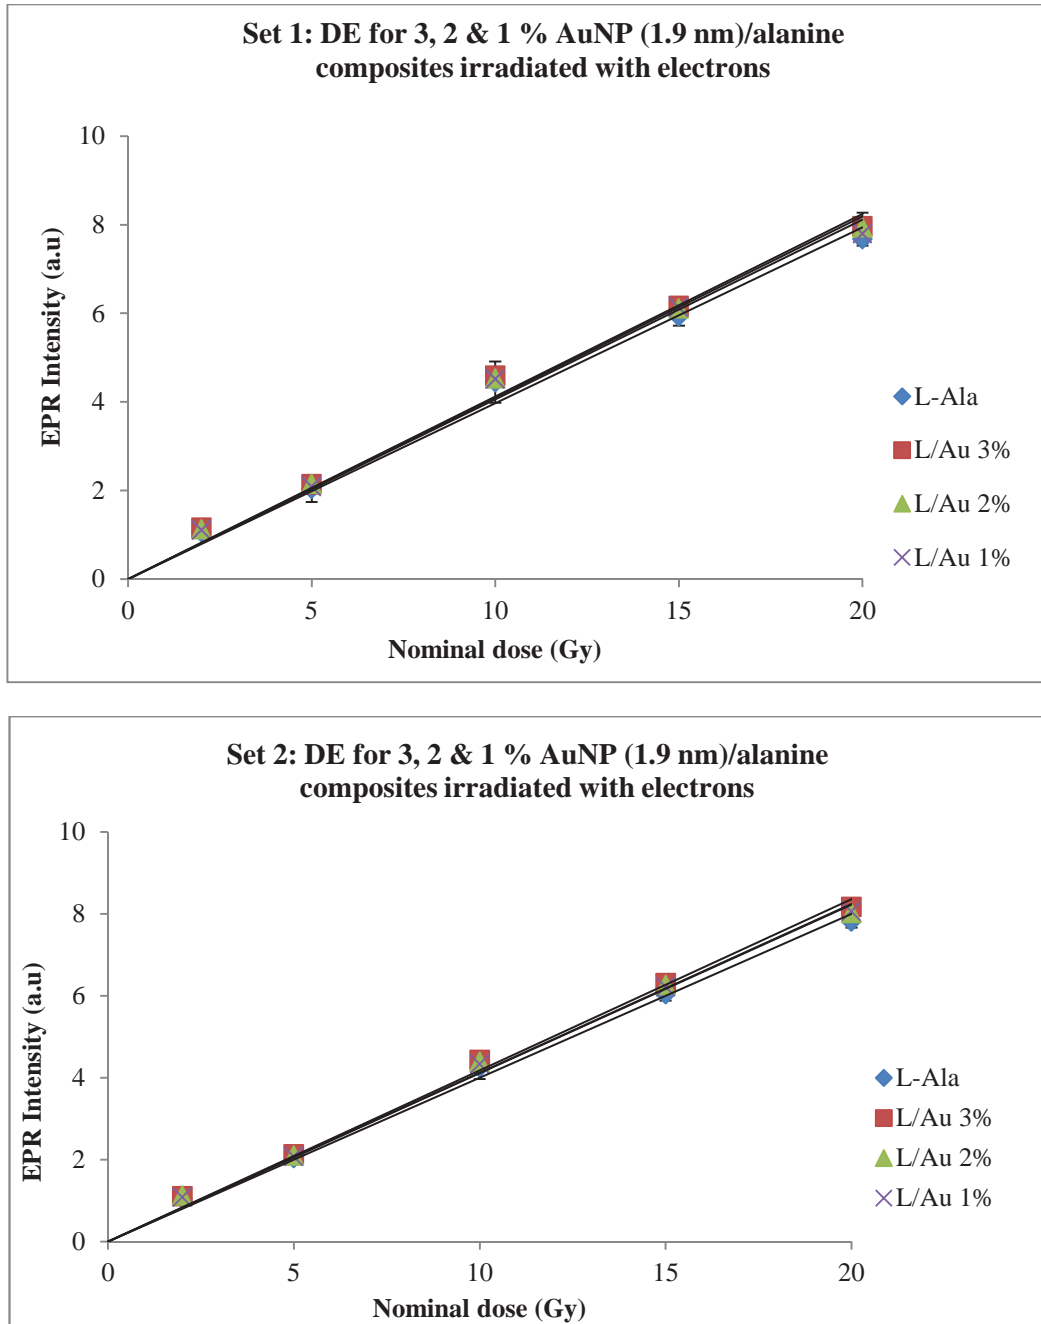 Set 1: DE for 3, 2 & 1 % AuNP (1.9 nm)/alanine
composites irradiated with electrons
10
8
6
4
2
0
EPR Intensity (a.u)
0 5 10 15 20
Nominal dose (Gy)
L-Ala
L/Au 3%
L/Au 2%
L/Au 1%
Set 2: DE for 3, 2 & 1 % AuNP (1.9 nm)/alanine
composites irradiated with electrons
10
8
6
4
2
0
EPR Intensity (a.u)
0 5 10 15 20
Nominal dose (Gy)
L-Ala
L/Au 3%
L/Au 2%
L/Au 1%